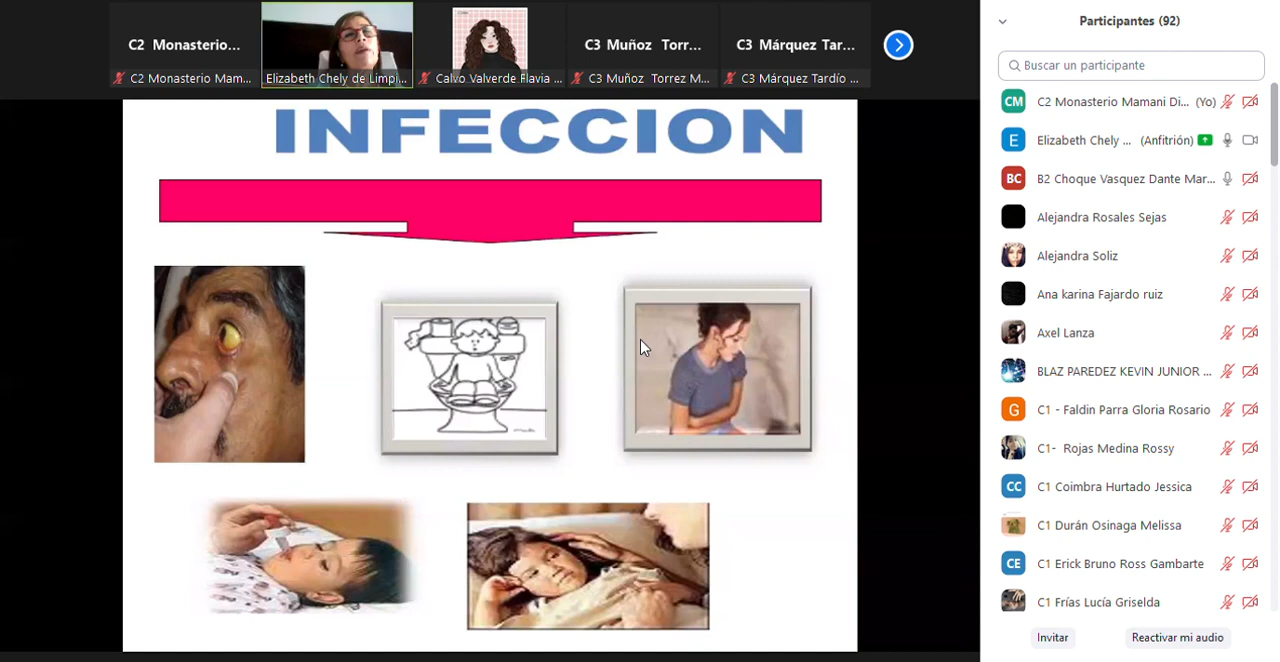 C2 Monasterio...
C2 Monasterio Mam...
Elizabeth Chely de Limpi...
Calvo Valverde Flavia ...
C3 Muñoz Torr...
C3 Muñoz Torrez M...
C3 Márquez Tar...
C3 Márquez Tardío ...
INFECCION
Participantes (92)
Buscar un participante
CM C2 Monasterio Mamani Di... (Yo)
E Elizabeth Chely ... (Anfitrión)
BC B2 Choque Vasquez Dante Mar...
Alejandra Rosales Sejas
Alejandra Soliz
Ana karina Fajardo ruiz
Axel Lanza
BLAZ PAREDEZ KEVIN JUNIOR ...
G C1 - Faldin Parra Gloria Rosario
C1- Rojas Medina Rossy
CC C1 Coimbra Hurtado Jessica
C1 Durán Osinaga Melissa
CE C1 Erick Bruno Ross Gambarte
C1 Frías Lucía Griselda
Invitar
Reactivar mi audio